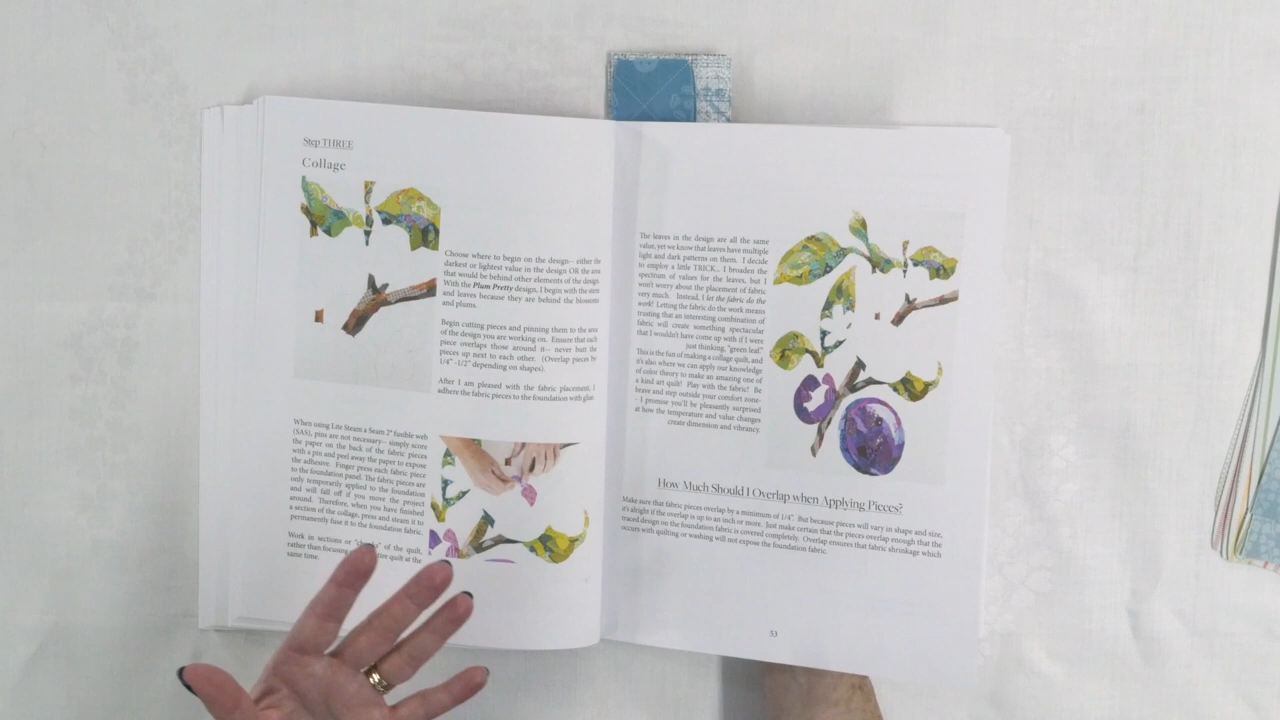 Step THREE
Collage
Choose where to begin on the design-- either the
darkest or lightest value in the design OR the area
that would be behind other elements of the design.
With the Plum Pretty design, I begin with the stem
and leaves because they are behind the blossoms
and plums.
Begin cutting pieces and pinning them to the area
of the design you are working on. Ensure that each
piece overlaps those around it-- never butt the
pieces up next to each other. (Overlap pieces by
1/4" -1/2" depending on shapes).
After I am pleased with the fabric placement, I
adhere the fabric pieces to the foundation with glue.
When using Lite Steam a Seam 2® fusible web
(SAS), pins are not necessary-- simply score
the paper on the back of the fabric pieces
with a pin and peel away the paper to expose
the adhesive. Finger press each fabric piece
to the foundation panel. The fabric pieces are
only temporarily applied to the foundation
and will fall off if you move the project
around. Therefore, when you have finished
a section of the collage, press and steam it to
permanently fuse it to the foundation fabric.
Work in sections or of the quilt,
rather than focusing quilt at the
same time.
The leaves in the design are all the same
value, yet we know that leaves have multiple
light and dark patterns on them. I decide
to employ a little TRICK... I broaden the
spectrum of values for the leaves, but I
won't worry about the placement of fabric
very much. Instead, I let the fabric do the
work! Letting the fabric do the work means
trusting that an interesting combination of
fabric will create something spectacular
that I wouldn't have come up with if I were
just thinking, "green leaf."
This is the fun of making a collage quilt, and
it's also where we can apply our knowledge
of color theory to make an amazing one of
a kind art quilt! Play with the fabric! Be
brave and step outside your comfort zone-
- I promise you'll be pleasantly surprised
at how the temperature and value changes
create dimension and vibrancy.
How Much Should I Overlap when Applying Pieces?
Make sure that fabric pieces overlap by a minimum of 1/4". But because pieces will vary in shape and size,
it's alright if the overlap is up to an inch or more. Just make certain that the pieces overlap enough that the
traced design on the foundation fabric is covered completely. Overlap ensures that fabric shrinkage which
occurs with quilting or washing will not expose the foundation fabric.
53